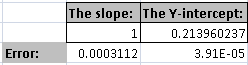 The slope: The Y-intercept:
1 0.213960237
Error: 0.0003112 3.91E-05